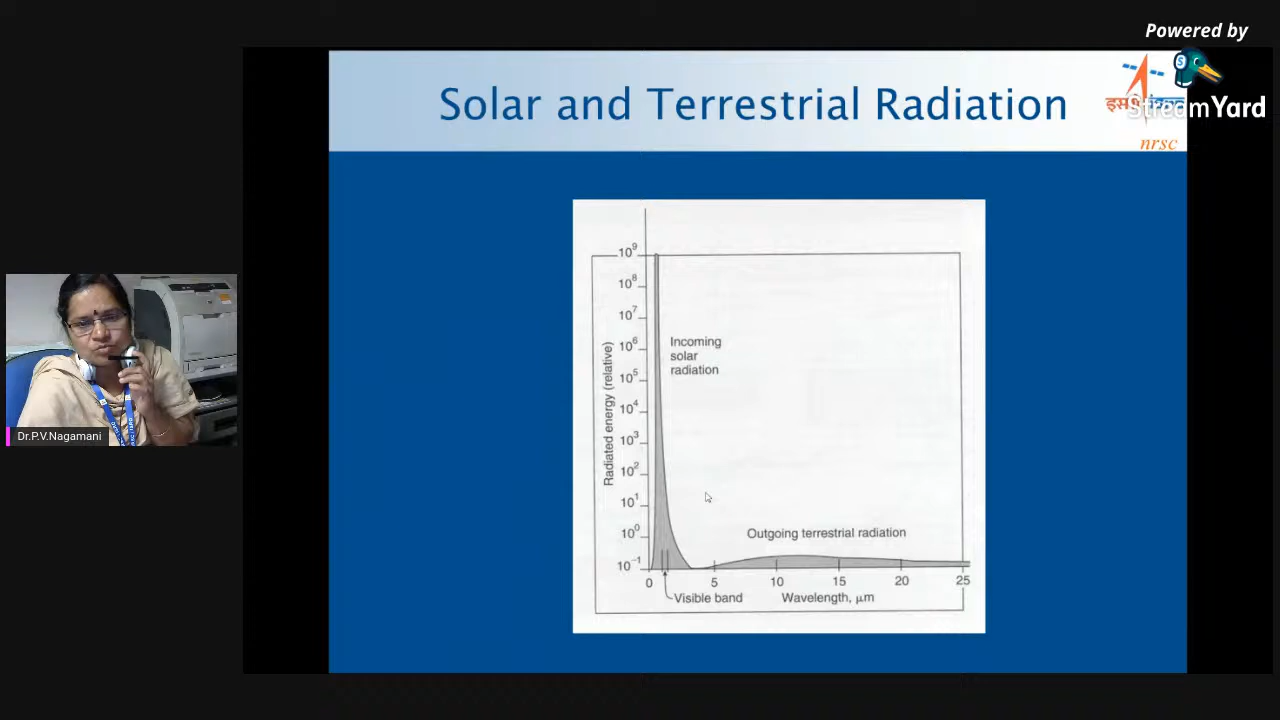 Powered by
StreamYard
Solar and Terrestrial Radiation
nrsc
Dr.P.V.Nagamani
Radiated energy (relative)
10⁹
10⁸
10⁷
10⁶
10⁵
10⁴
10³
10²
10¹
10⁰
10⁻¹
Incoming
solar
radiation
Outgoing terrestrial radiation
0 5 10 15 20 25
Visible band Wavelength, μm